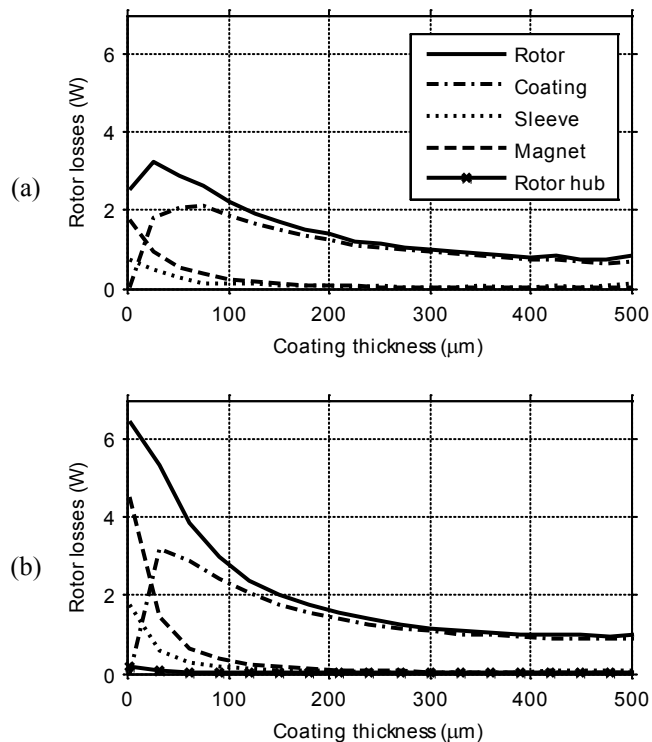 (a)
Rotor losses (W)
6
4
2
0
Rotor
Coating
Sleeve
Magnet
Rotor hub
0 100 200 300 400 500
Coating thickness (μm)
(b)
Rotor losses (W)
6
4
2
0
0 100 200 300 400 500
Coating thickness (μm)